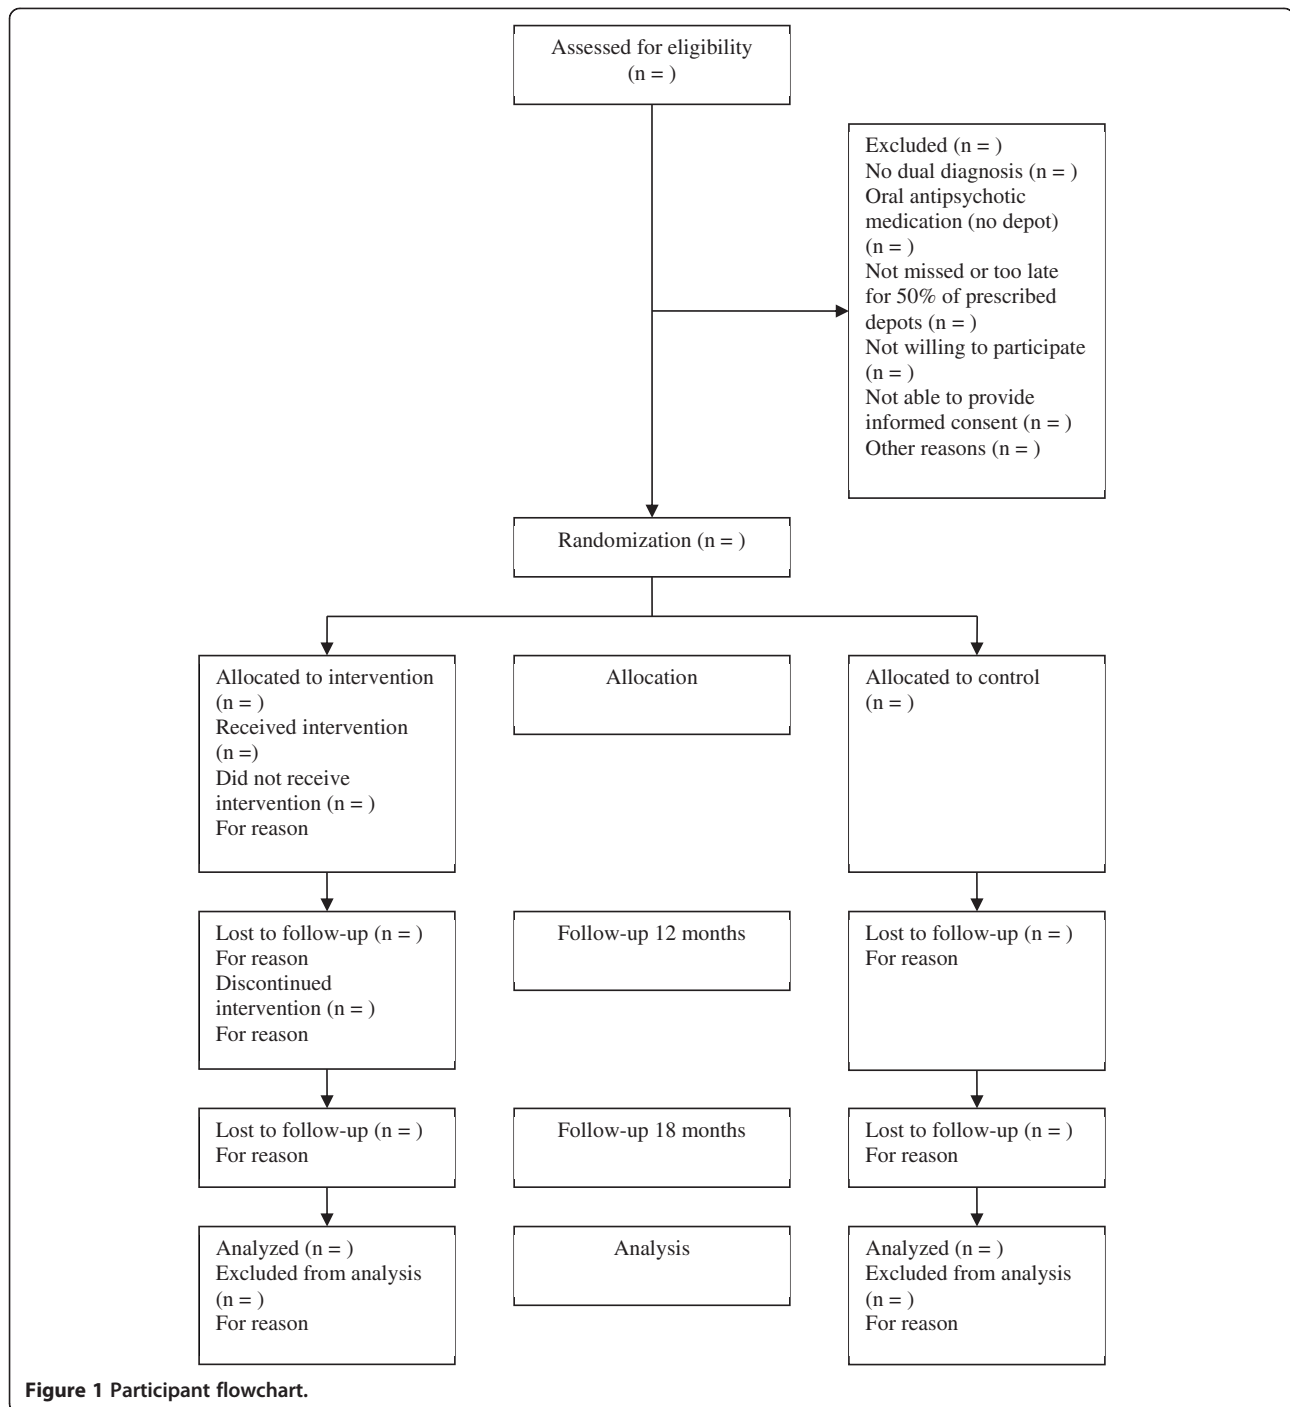 Assessed for eligibility
(n = )
Excluded (n = )
No dual diagnosis (n = )
Oral antipsychotic
medication (no depot)
(n = )
Not missed or too late
for 50% of prescribed
depots (n = )
Not willing to participate
(n = )
Not able to provide
informed consent (n = )
Other reasons (n = )
Randomization (n = )
Allocated to intervention
(n = )
Received intervention
(n =)
Did not receive
intervention (n = )
For reason
Allocation
Allocated to control
(n = )
Lost to follow-up (n = )
For reason
Discontinued
intervention (n = )
For reason
Follow-up 12 months
Lost to follow-up (n = )
For reason
Lost to follow-up (n = )
For reason
Follow-up 18 months
Lost to follow-up (n = )
For reason
Analyzed (n = )
Excluded from analysis
(n = )
For reason
Analysis
Analyzed (n = )
Excluded from analysis
(n = )
For reason
Figure 1 Participant flowchart.